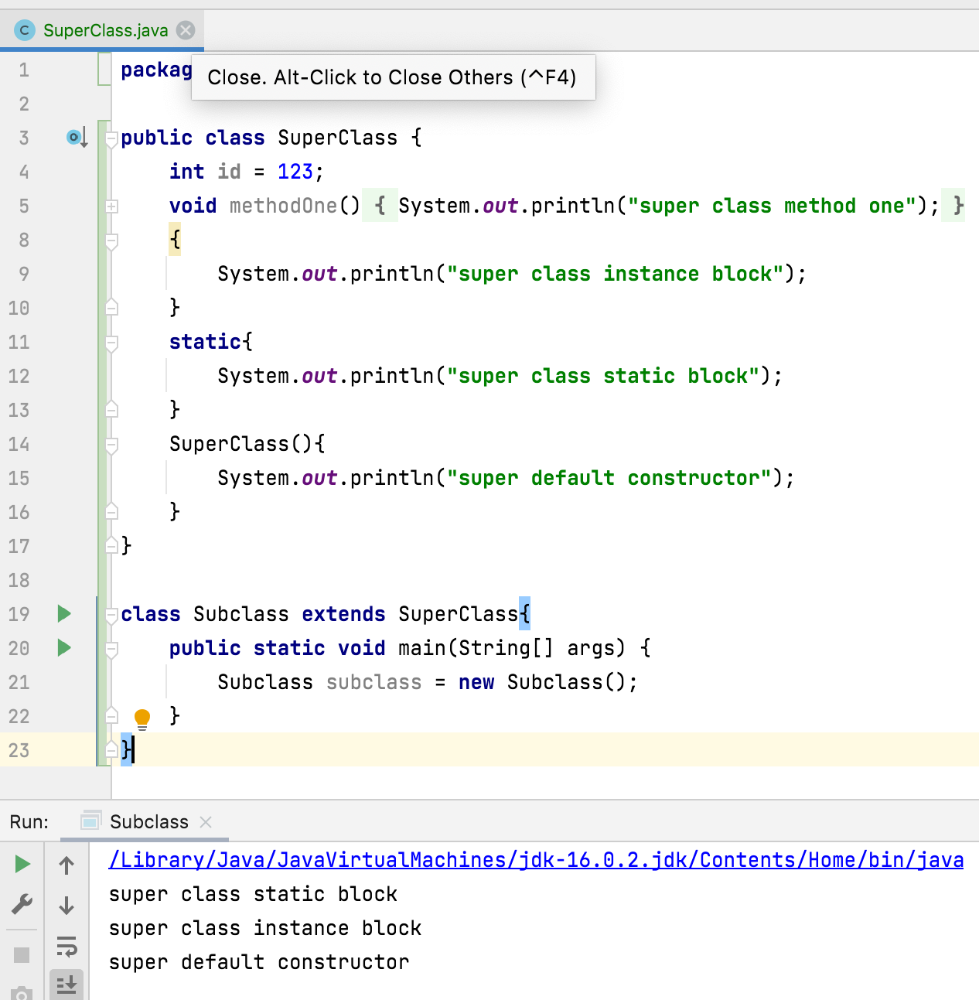 C SuperClass.java
1 packag
Close. Alt-Click to Close Others (^F4)
2
3 public class SuperClass {
4 int id = 123;
5 void methodOne() { System.out.println("super class method one"); }
8 {
9 System.out.println("super class instance block");
10 }
11 static{
12 System.out.println("super class static block");
13 }
14 SuperClass(){
15 System.out.println("super default constructor");
16 }
17 }
18
19 class Subclass extends SuperClass{
20 public static void main(String[] args) {
21 Subclass subclass = new Subclass();
22 }
23 }
Run: Subclass
/Library/Java/JavaVirtualMachines/jdk-16.0.2.jdk/Contents/Home/bin/java
super class static block
super class instance block
super default constructor